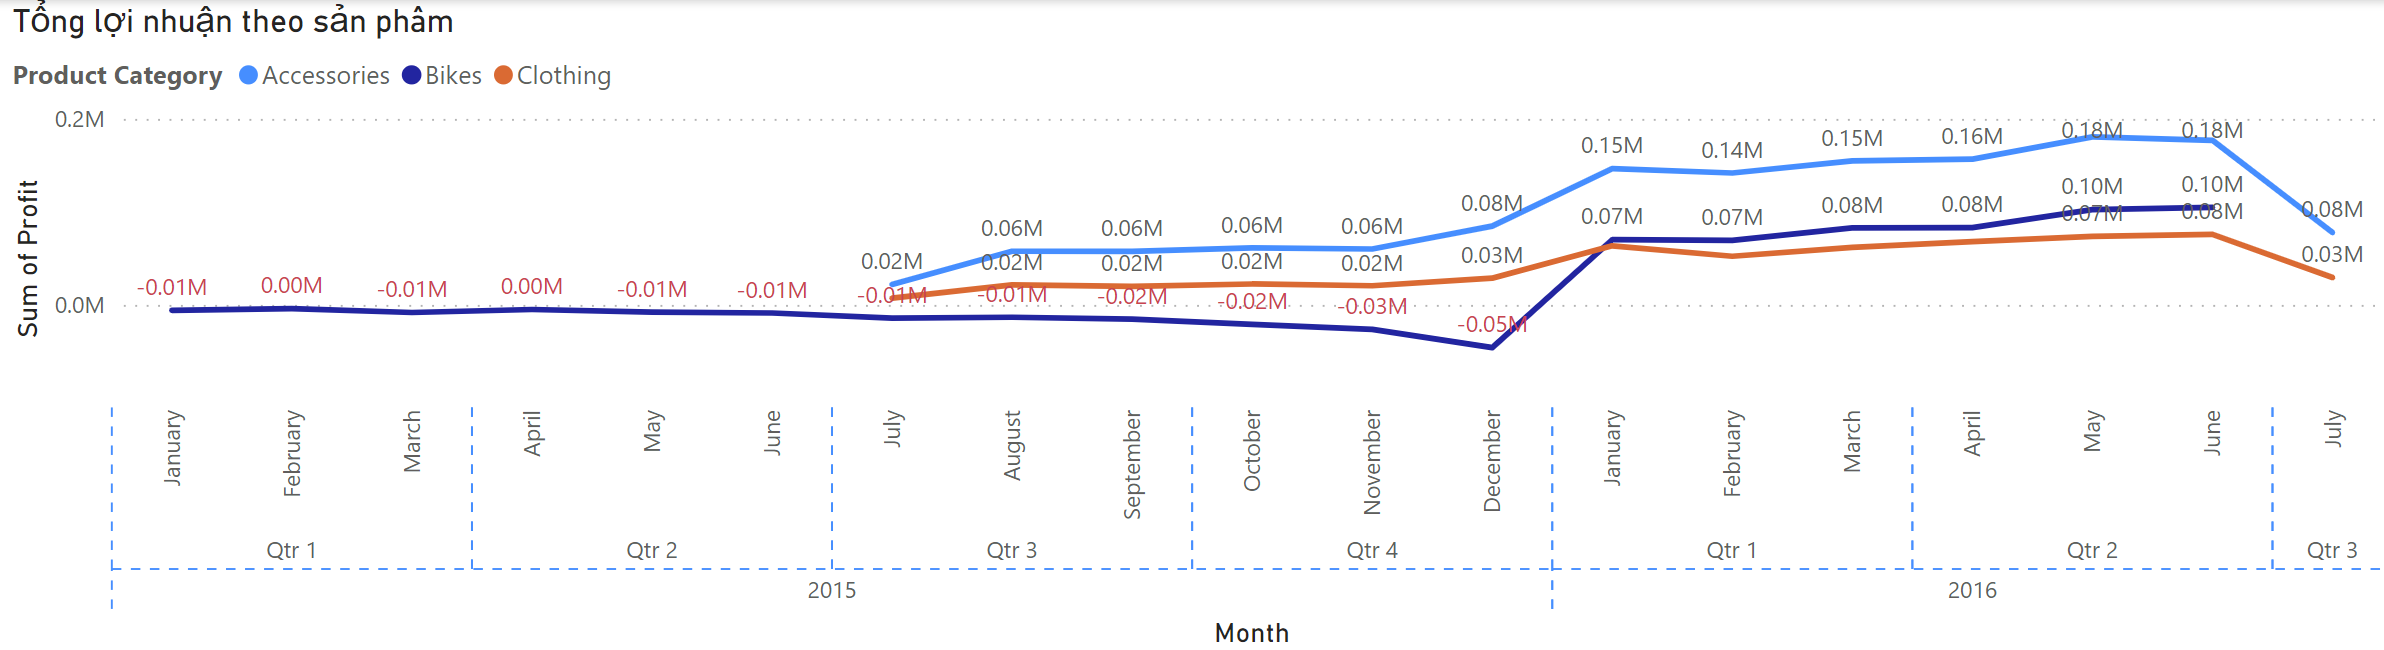 Tổng lợi nhuận theo sản phẩm
Product Category Accessories Bikes Clothing
0.2M
0.0M
Sum of Profit
0.02M 0.06M 0.06M 0.06M 0.06M 0.08M 0.15M 0.14M 0.15M 0.16M 0.18M 0.18M 0.08M
-0.01M 0.00M -0.01M 0.00M -0.01M -0.01M -0.01M -0.01M -0.02M -0.02M -0.03M -0.05M 0.07M 0.07M 0.08M 0.08M 0.10M 0.10M
0.02M 0.02M 0.02M 0.02M 0.03M 0.07M 0.08M 0.03M
January February March April May June July August September October November December January February March April May June July
Qtr 1 Qtr 2 Qtr 3 Qtr 4 Qtr 1 Qtr 2 Qtr 3
2015 2016
Month